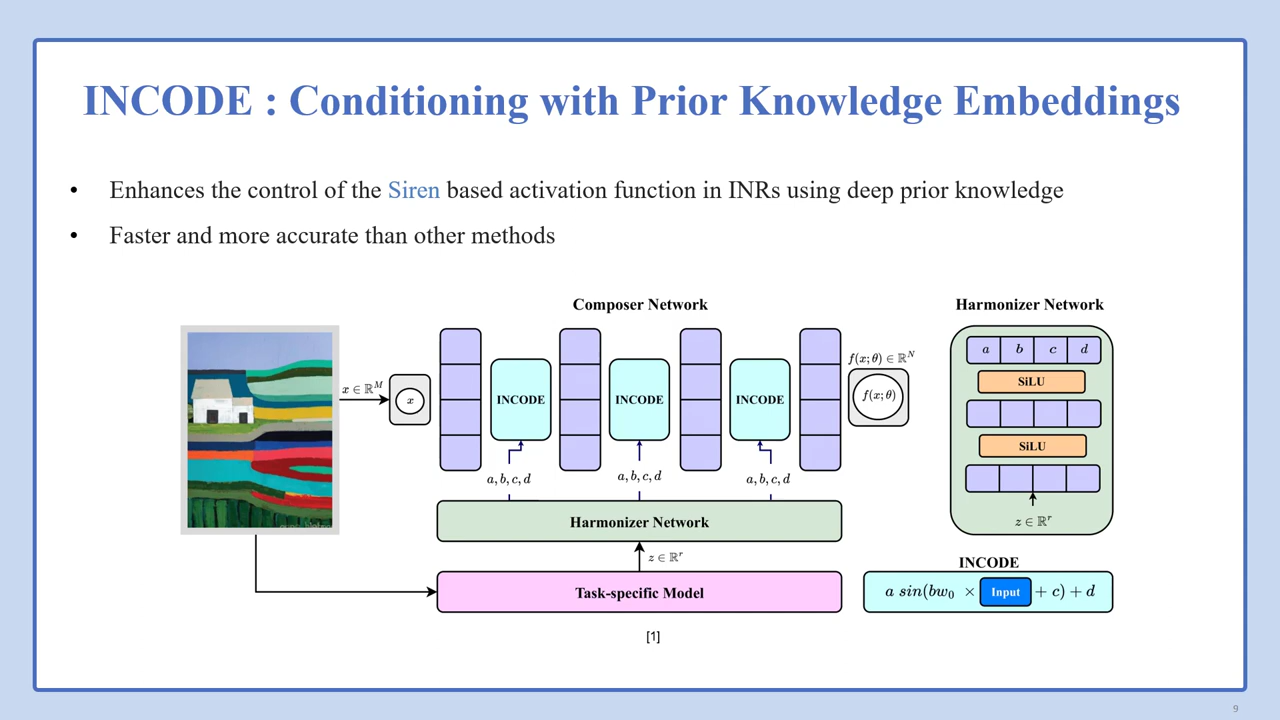 INCODE : Conditioning with Prior Knowledge Embeddings
• Enhances the control of the Siren based activation function in INRs using deep prior knowledge
• Faster and more accurate than other methods
Composer Network
x ∈ ℝᴹ
x
INCODE
INCODE
INCODE
f(x; θ) ∈ ℝᴺ
f(x; θ)
a, b, c, d
a, b, c, d
a, b, c, d
Harmonizer Network
z ∈ ℝʳ
Task-specific Model
[1]
Harmonizer Network
a b c d
SiLU
SiLU
z ∈ ℝʳ
INCODE
a sin(bw₀ × Input + c) + d
9